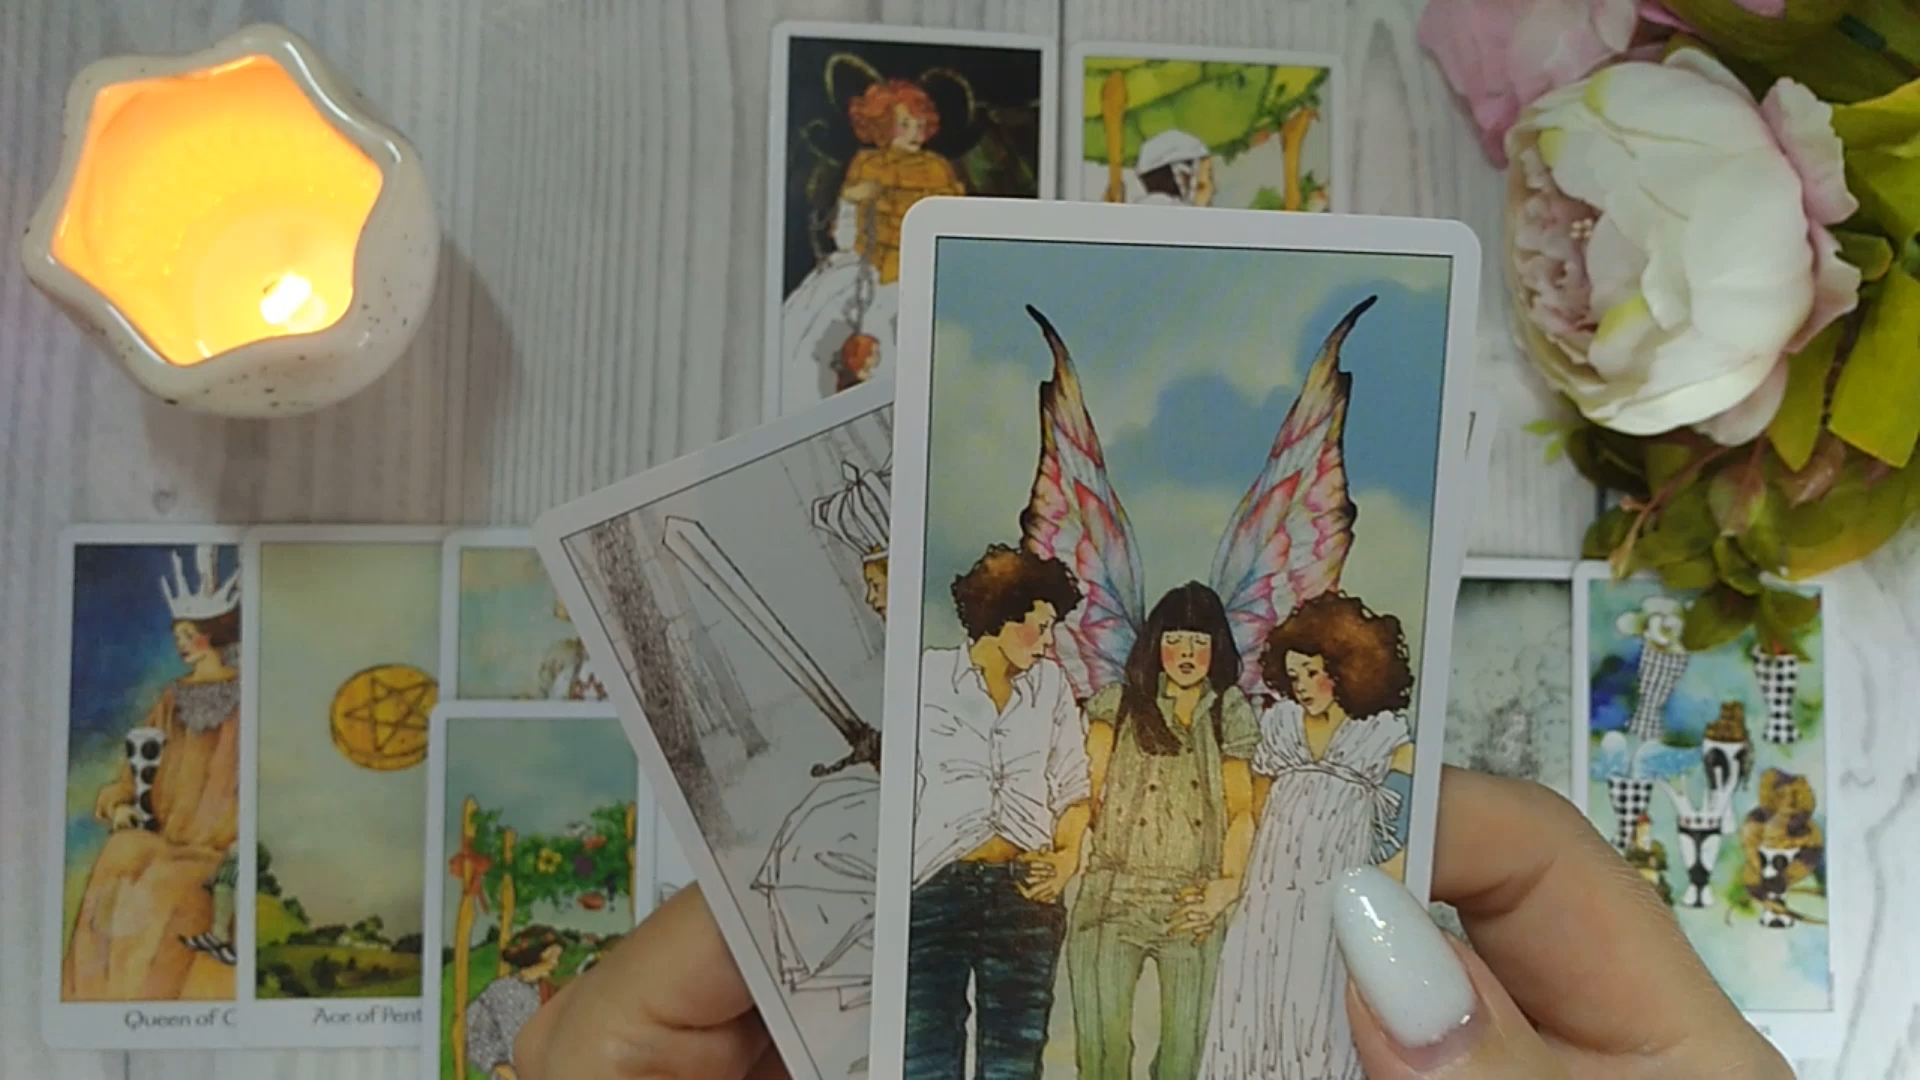 Queen of C
Ace of Pent